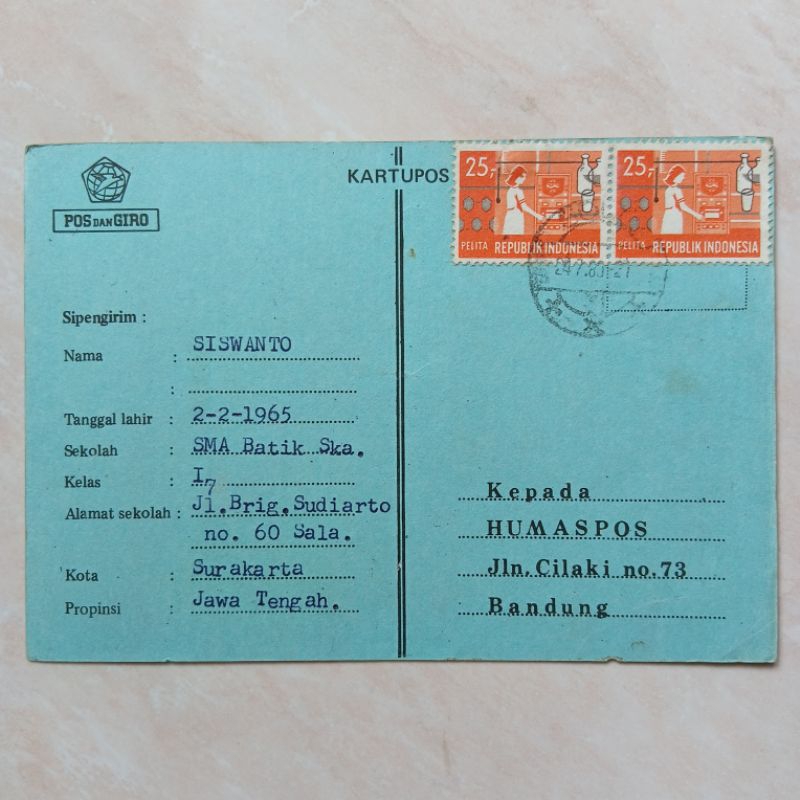 POS DAN GIRO
KARTUPOS
25,-
PELITA REPUBLIK INDONESIA
25,-
PELITA REPUBLIK INDONESIA
Sipengirim :
Nama : SISWANTO
:
Tanggal lahir : 2-2-1965
Sekolah : SMA Batik Ska.
Kelas : I7
Alamat sekolah : Jl.Brig.Sudiarto
no. 60 Sala.
Kota : Surakarta
Propinsi : Jawa Tengah.
Kepada
HUMASPOS
Jln. Cilaki no. 73
Bandung